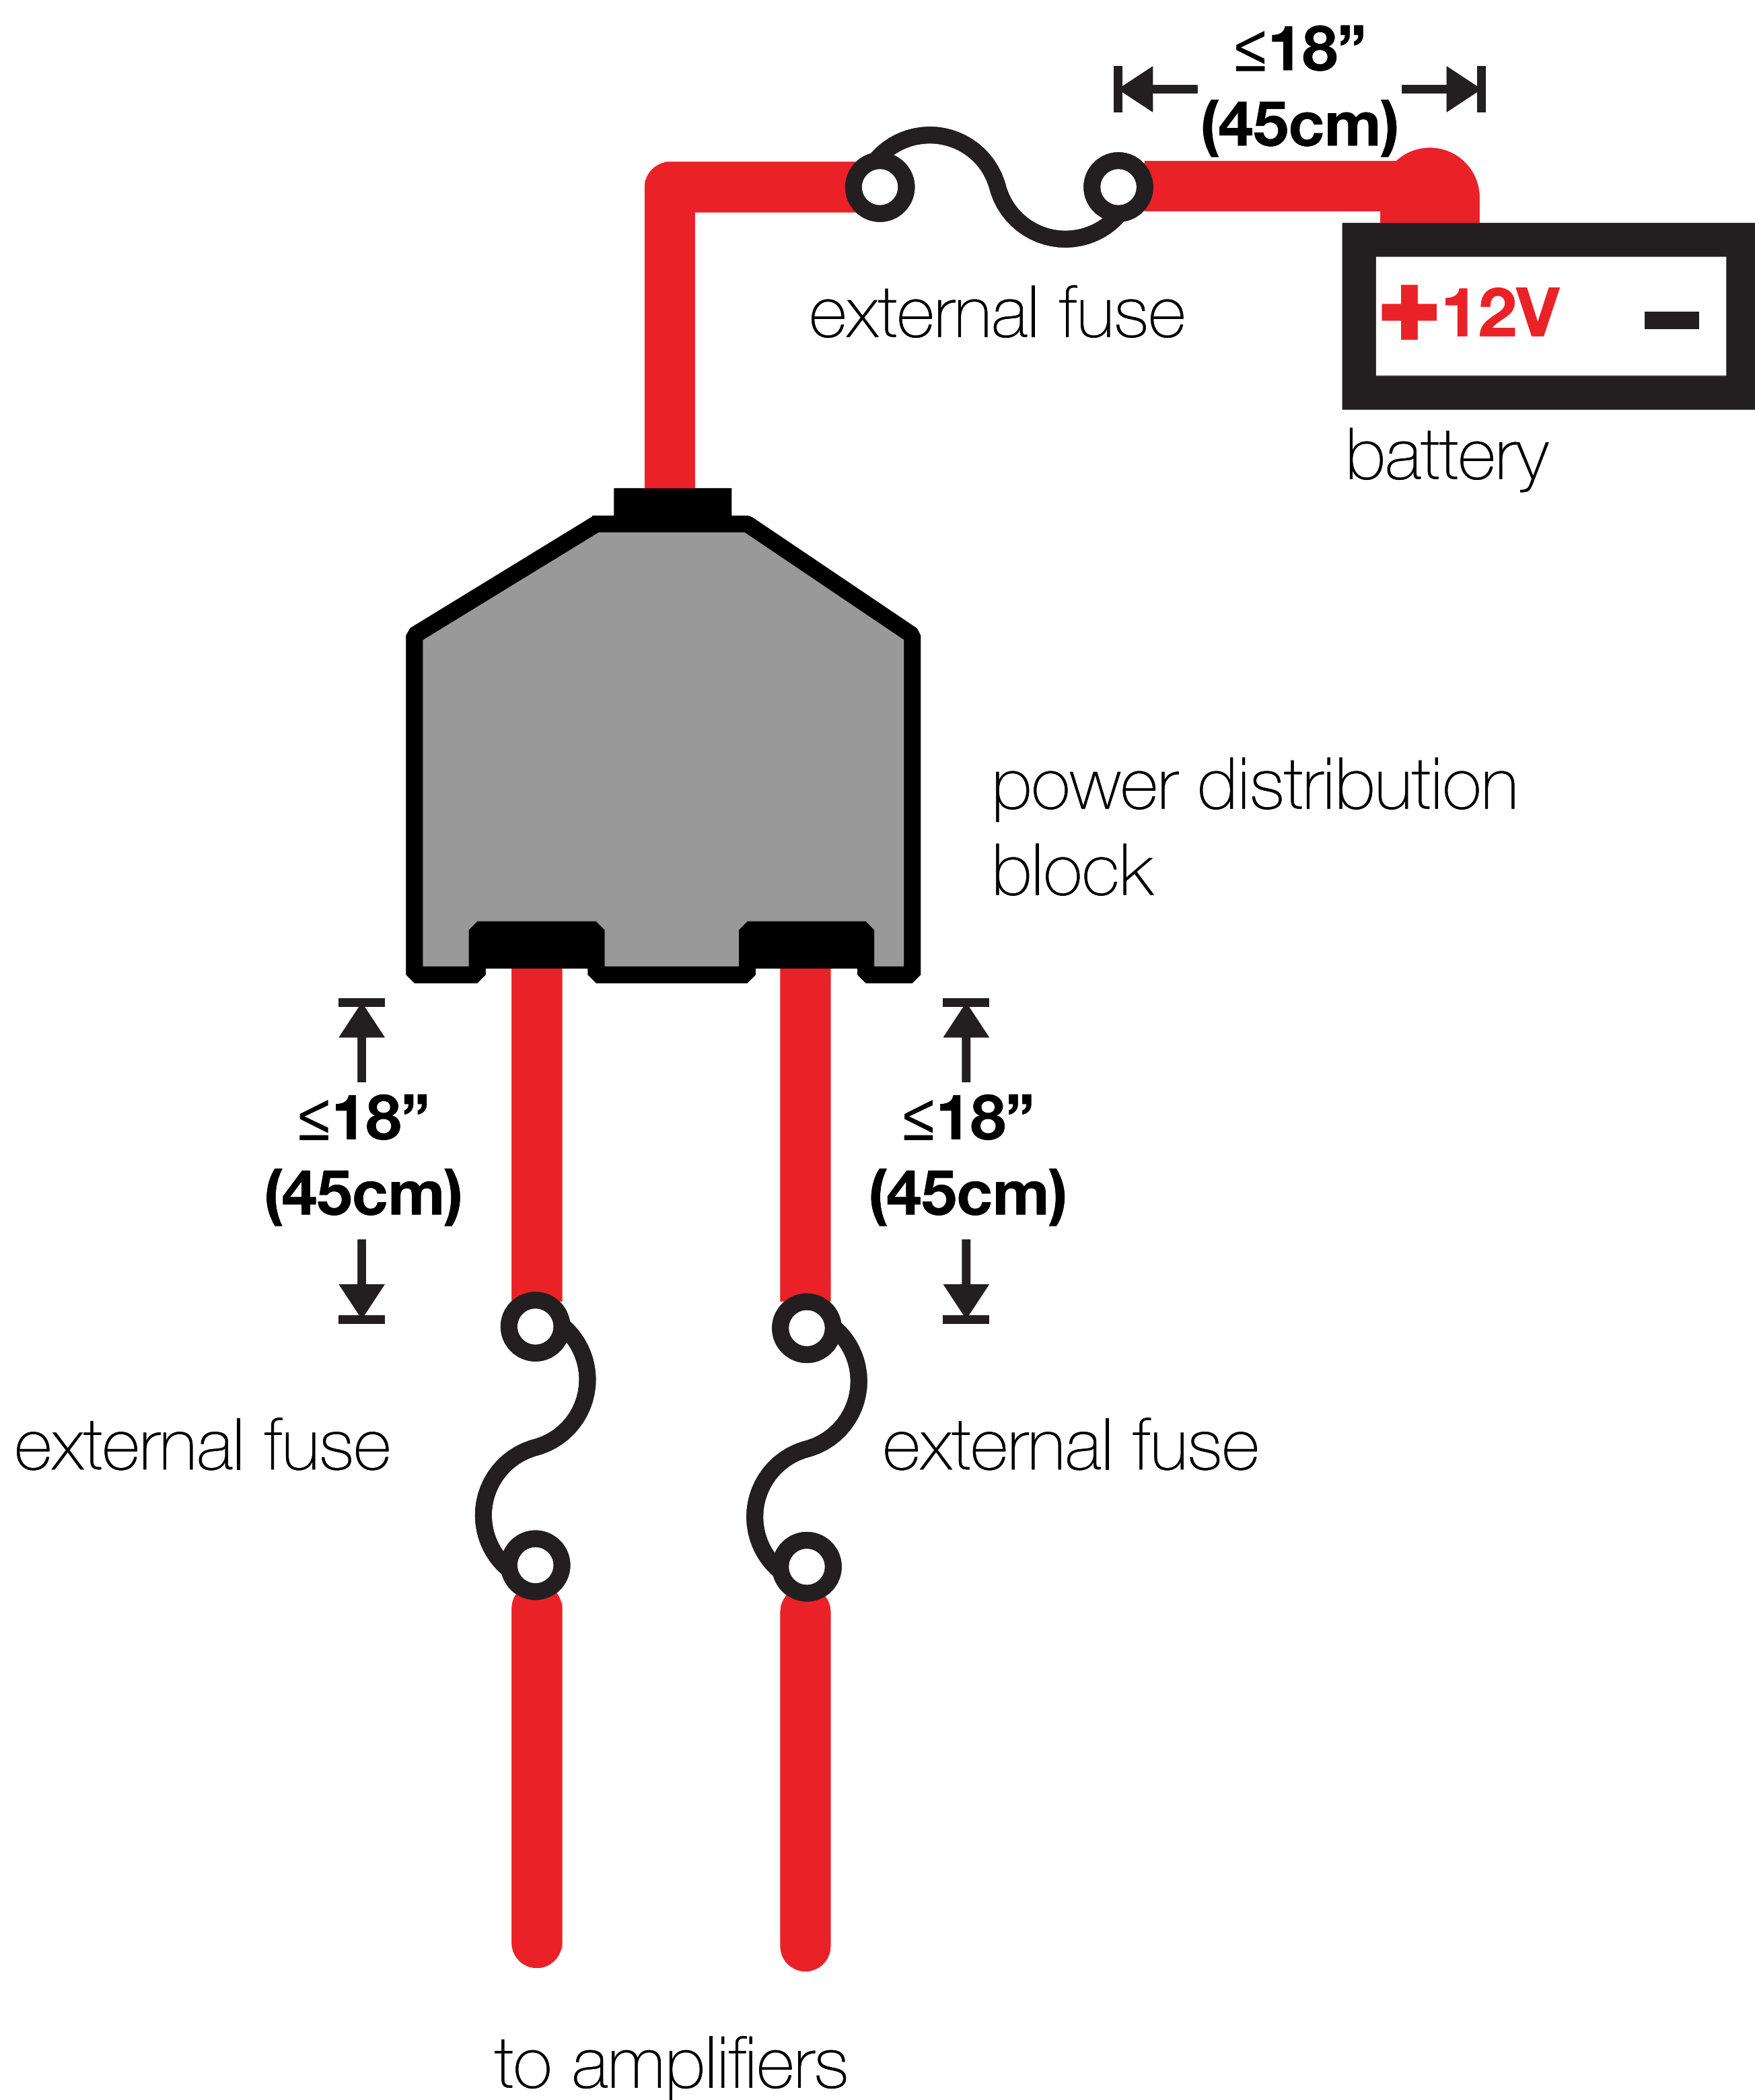 ≤18”
(45cm)
external fuse
+12V -
battery
power distribution
block
≤18”
(45cm)
≤18”
(45cm)
external fuse
external fuse
to amplifiers